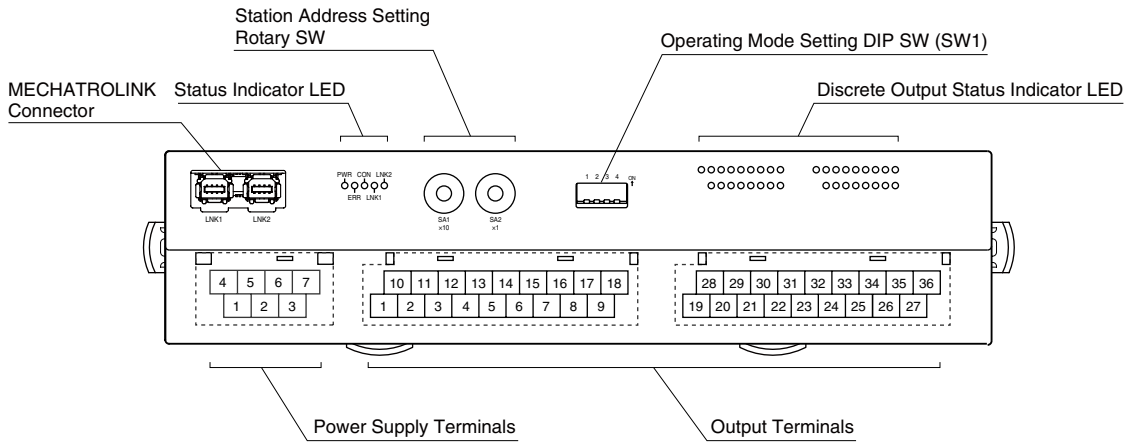 Station Address Setting
Rotary SW
Operating Mode Setting DIP SW (SW1)
MECHATROLINK
Connector
Status Indicator LED
Discrete Output Status Indicator LED
PWR CON LNK2
ERR LNK1
1 2 3 4 ON
LNK1 LNK2
SA1
×10
SA2
×1
4 5 6 7
1 2 3
10 11 12 13 14 15 16 17 18
1 2 3 4 5 6 7 8 9
28 29 30 31 32 33 34 35 36
19 20 21 22 23 24 25 26 27
Power Supply Terminals
Output Terminals